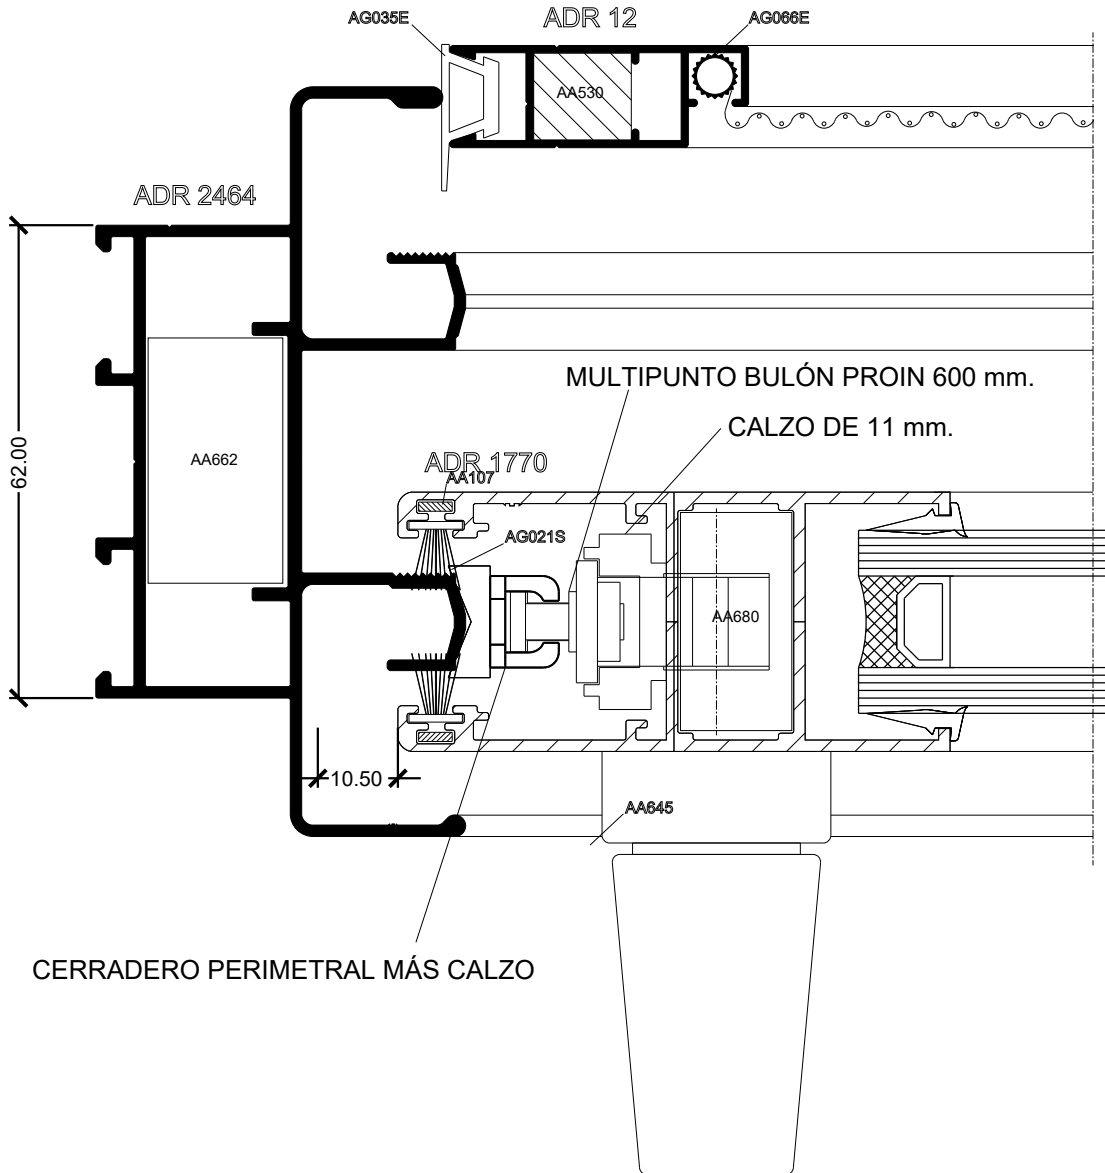 AG035E
ADR 12
AG066E
AA530
ADR 2464
MULTIPUNTO BULÓN PROIN 600 mm.
CALZO DE 11 mm.
62.00
AA662
ADR 1770
AA107
AG021S
AA680
10.50
AA645
CERRADERO PERIMETRAL MÁS CALZO